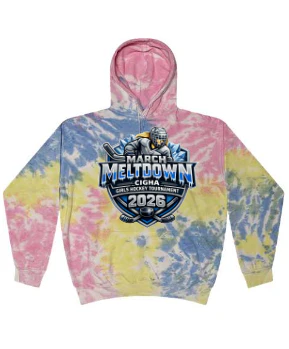 MARCH
MELTDOWN
CIGHA
GIRLS HOCKEY TOURNAMENT
2026